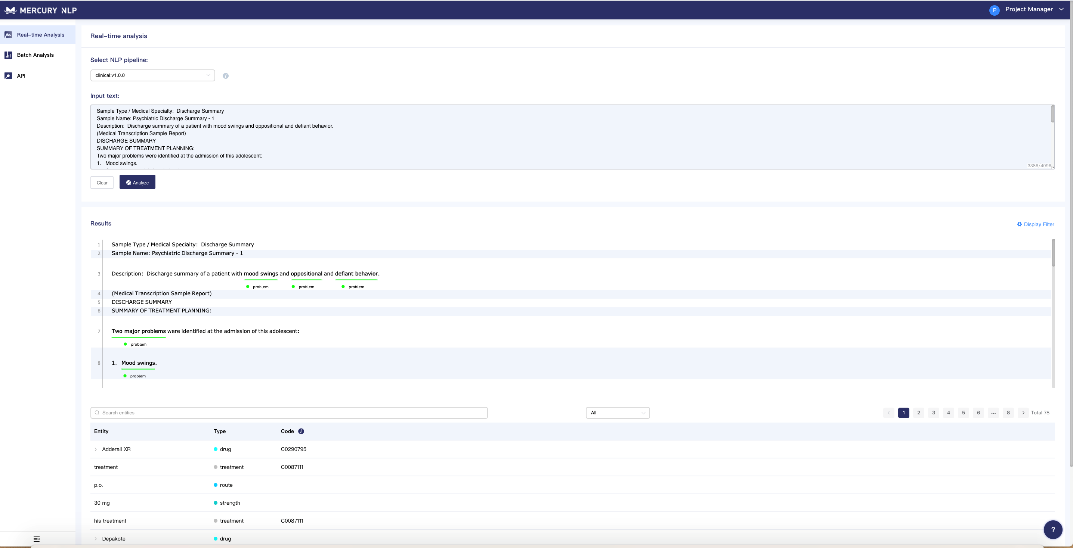 MERCURY NLP
Project Manager
Real-time Analysis
Batch Analysis
API
Real-time analysis
Select NLP pipeline:
clinical:v1.0.0
Input text:
Sample Type / Medical Specialty: Discharge Summary
Sample Name: Psychiatric Discharge Summary - 1
Description: Discharge summary of a patient with mood swings and oppositional and defiant behavior.
(Medical Transcription Sample Report)
DISCHARGE SUMMARY
SUMMARY OF TREATMENT PLANNING:
Two major problems were identified at the admission of this adolescent:
1. Mood swings.
Clear
Analyze
Results
Display Filter
1 Sample Type / Medical Specialty: Discharge Summary
2 Sample Name: Psychiatric Discharge Summary - 1
3 Description: Discharge summary of a patient with mood swings and oppositional and defiant behavior.
problem problem problem
4 (Medical Transcription Sample Report)
5 DISCHARGE SUMMARY
6 SUMMARY OF TREATMENT PLANNING:
7 Two major problems were identified at the admission of this adolescent:
problem
8 1. Mood swings.
problem
Search entities
All
1 2 3 4 5 6 ... 8
Entity Type Code
Adderall XR drug C0290795
treatment treatment C0087111
p.o. route
30 mg strength
his treatment treatment C0087111
Depakote drug
?